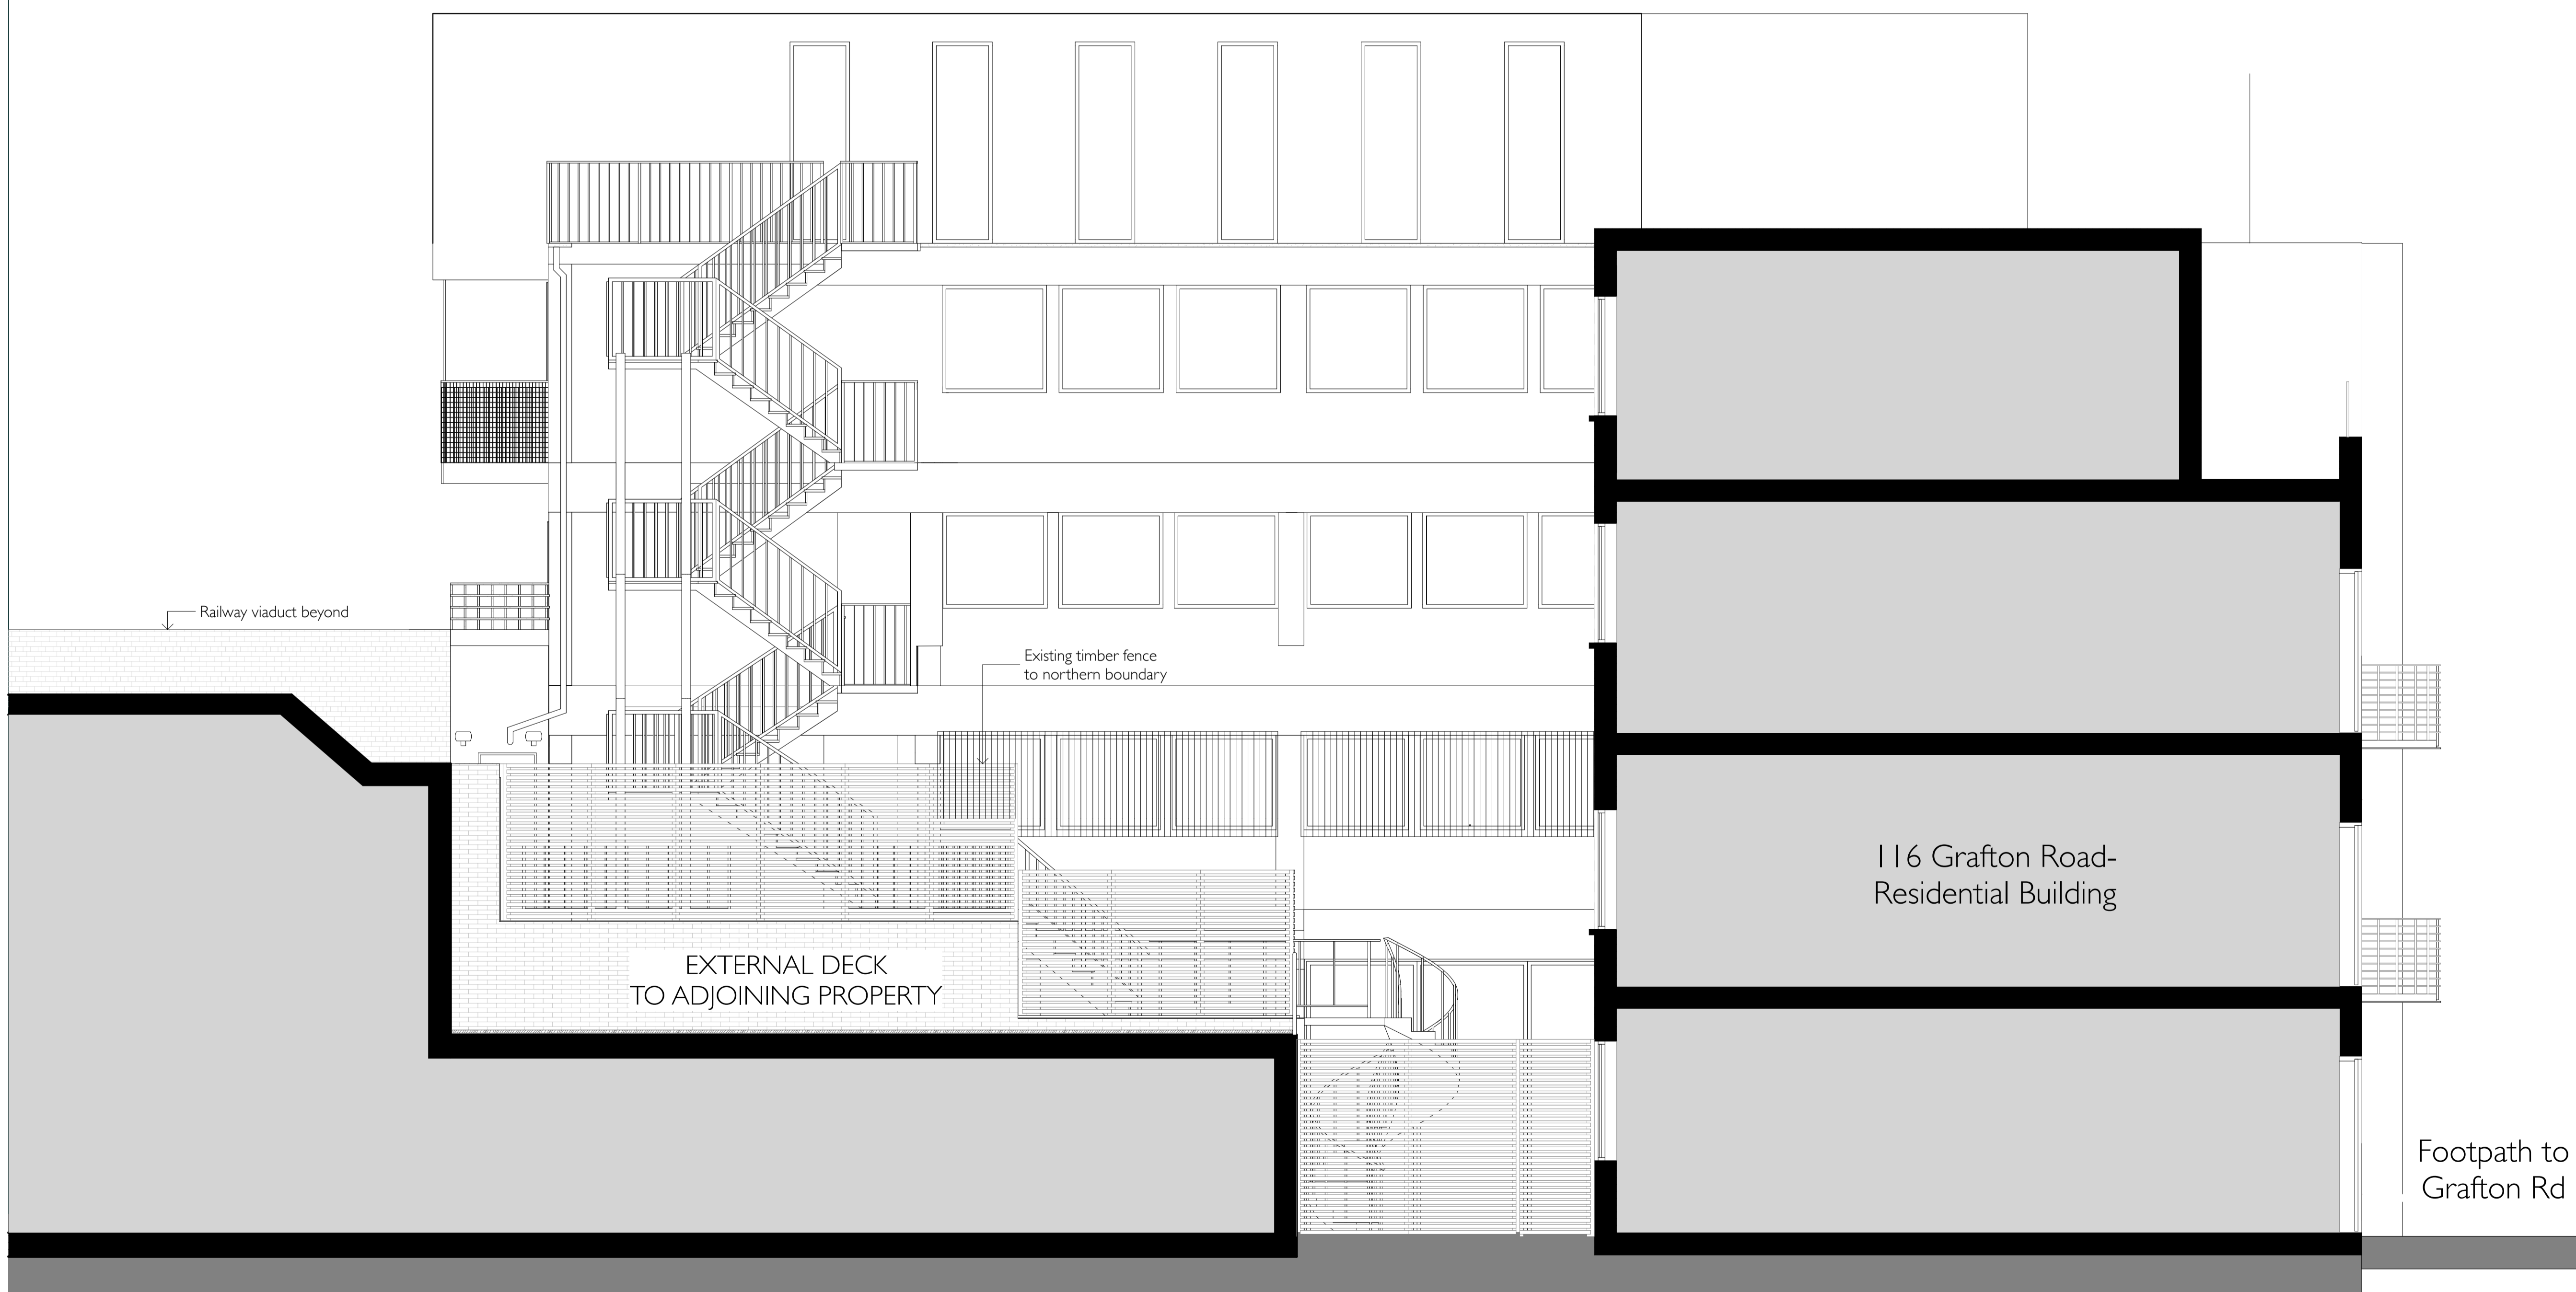 Railway viaduct beyond
Existing timber fence
to northern boundary
116 Grafton Road-
Residential Building
EXTERNAL DECK
TO ADJOINING PROPERTY
Footpath to
Grafton Rd